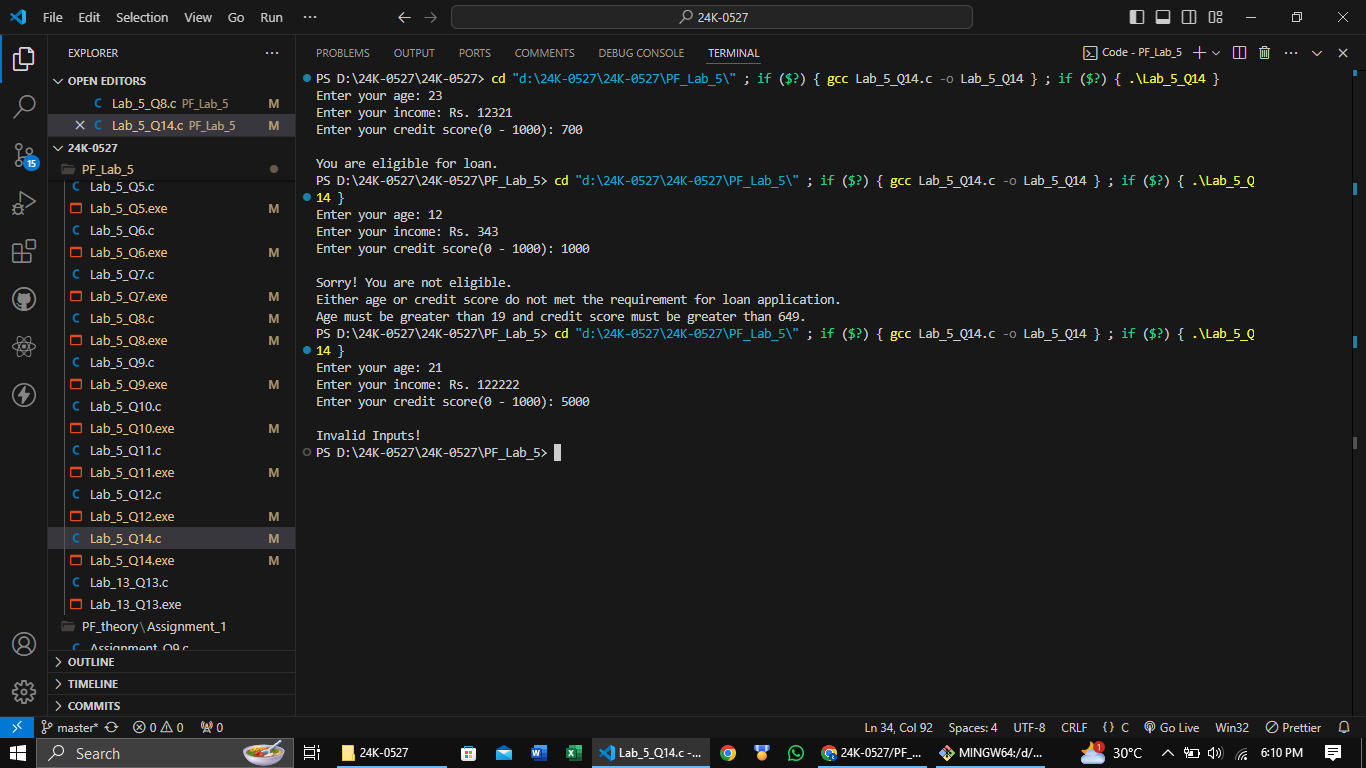 File Edit Selection View Go Run ···
24K-0527
EXPLORER ···
OPEN EDITORS
C Lab_5_Q8.c PF_Lab_5 M
C Lab_5_Q14.c PF_Lab_5 M
24K-0527
PF_Lab_5
C Lab_5_Q5.c
Lab_5_Q5.exe M
C Lab_5_Q6.c
Lab_5_Q6.exe M
C Lab_5_Q7.c
Lab_5_Q7.exe M
C Lab_5_Q8.c M
Lab_5_Q8.exe M
C Lab_5_Q9.c
Lab_5_Q9.exe M
C Lab_5_Q10.c
Lab_5_Q10.exe M
C Lab_5_Q11.c
Lab_5_Q11.exe M
C Lab_5_Q12.c
Lab_5_Q12.exe M
C Lab_5_Q14.c M
Lab_5_Q14.exe M
C Lab_13_Q13.c
Lab_13_Q13.exe
PF_theory\Assignment_1
C Assignment_Q9.c
OUTLINE
TIMELINE
COMMITS
15
PROBLEMS OUTPUT PORTS COMMENTS DEBUG CONSOLE TERMINAL
Code - PF_Lab_5
PS D:\24K-0527\24K-0527> cd "d:\24K-0527\24K-0527\PF_Lab_5\" ; if ($?) { gcc Lab_5_Q14.c -o Lab_5_Q14 } ; if ($?) { .\Lab_5_Q14 }
Enter your age: 23
Enter your income: Rs. 12321
Enter your credit score(0 - 1000): 700
You are eligible for loan.
PS D:\24K-0527\24K-0527\PF_Lab_5> cd "d:\24K-0527\24K-0527\PF_Lab_5\" ; if ($?) { gcc Lab_5_Q14.c -o Lab_5_Q14 } ; if ($?) { .\Lab_5_Q
14 }
Enter your age: 12
Enter your income: Rs. 343
Enter your credit score(0 - 1000): 1000
Sorry! You are not eligible.
Either age or credit score do not met the requirement for loan application.
Age must be greater than 19 and credit score must be greater than 649.
PS D:\24K-0527\24K-0527\PF_Lab_5> cd "d:\24K-0527\24K-0527\PF_Lab_5\" ; if ($?) { gcc Lab_5_Q14.c -o Lab_5_Q14 } ; if ($?) { .\Lab_5_Q
14 }
Enter your age: 21
Enter your income: Rs. 122222
Enter your credit score(0 - 1000): 5000
Invalid Inputs!
PS D:\24K-0527\24K-0527\PF_Lab_5>
master* 0 0 0
Ln 34, Col 92 Spaces: 4 UTF-8 CRLF { } C Go Live Win32 Prettier
Search 24K-0527 Lab_5_Q14.c -... 24K-0527/PF_... MINGW64:/d/... 1 30°C 6:10 PM